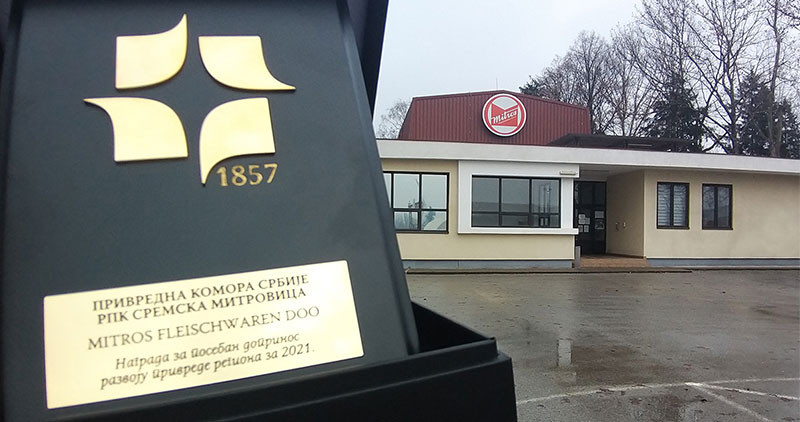 1857
ПРИВРЕДНА КОМОРА СРБИЈЕ
РПК СРЕМСКА МИТРОВИЦА
MITROS FLEISCHWAREN DOO
Награда за посебан допринос
развоју привреде региона за 2021.
Mitros